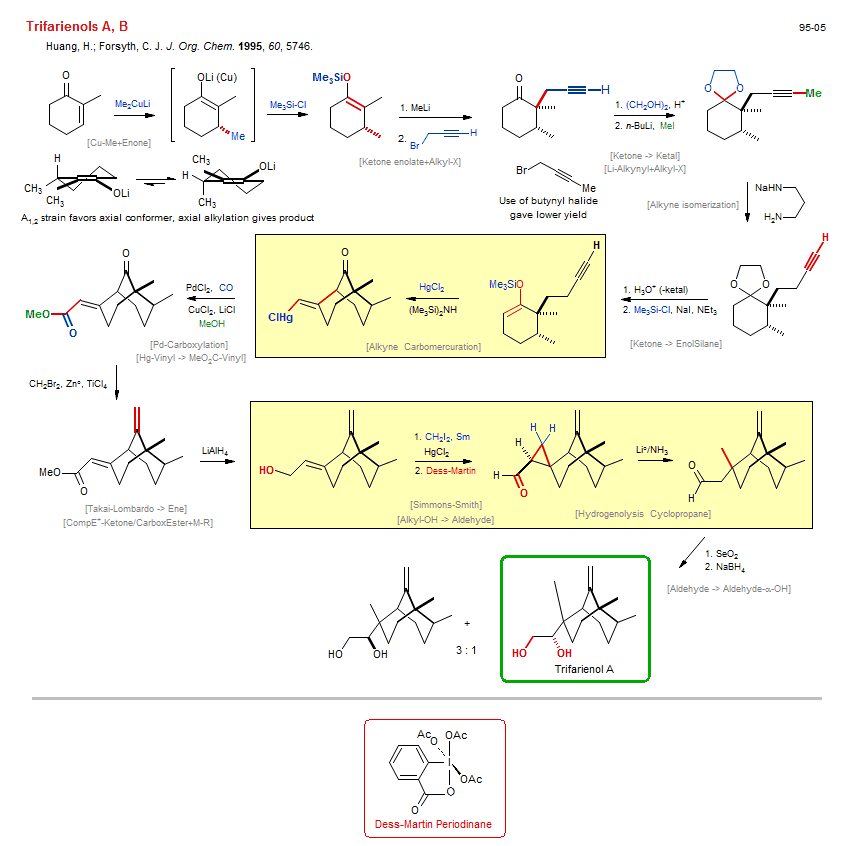 Trifarienols A, B
95-05
Huang, H.; Forsyth, C. J. J. Org. Chem. 1995, 60, 5746.
O
Me₂CuLi
[Cu-Me+Enone]
OLi (Cu)
Me
Me₃Si-Cl
Me₃SiO
1. MeLi
2.
Br
H
[Ketone enolate+Alkyl-X]
O
H
1. (CH₂OH)₂, H⁺
2. n-BuLi, MeI
[Ketone -> Ketal]
[Li-Alkynyl+Alkyl-X]
O
O
Me
H
CH₃
CH₃
OLi
CH₃
H
CH₃
OLi
A₁,₂ strain favors axial conformer, axial alkylation gives product
Br
Me
Use of butynyl halide
gave lower yield
[Alkyne isomerization]
NaHN
H₂N
O
MeO
O
PdCl₂, CO
CuCl₂, LiCl
MeOH
[Pd-Carboxylation]
[Hg-Vinyl -> MeO₂C-Vinyl]
O
ClHg
HgCl₂
(Me₃Si)₂NH
[Alkyne Carbomercuration]
Me₃SiO
H
1. H₃O⁺ (-ketal)
2. Me₃Si-Cl, NaI, NEt₃
[Ketone -> EnolSilane]
O
O
H
CH₂Br₂, Zn°, TiCl₄
MeO
O
[Takai-Lombardo -> Ene]
[CompE⁺-Ketone/CarboxEster+M-R]
LiAlH₄
HO
1. CH₂I₂, Sm
HgCl₂
2. Dess-Martin
[Simmons-Smith]
[Alkyl-OH -> Aldehyde]
H
H
H
H
O
Li°/NH₃
[Hydrogenolysis Cyclopropane]
O
H
1. SeO₂
2. NaBH₄
[Aldehyde -> Aldehyde-α-OH]
HO
OH
+
3 : 1
HO
OH
Trifarienol A
AcO
OAc
I
OAc
O
O
Dess-Martin Periodinane